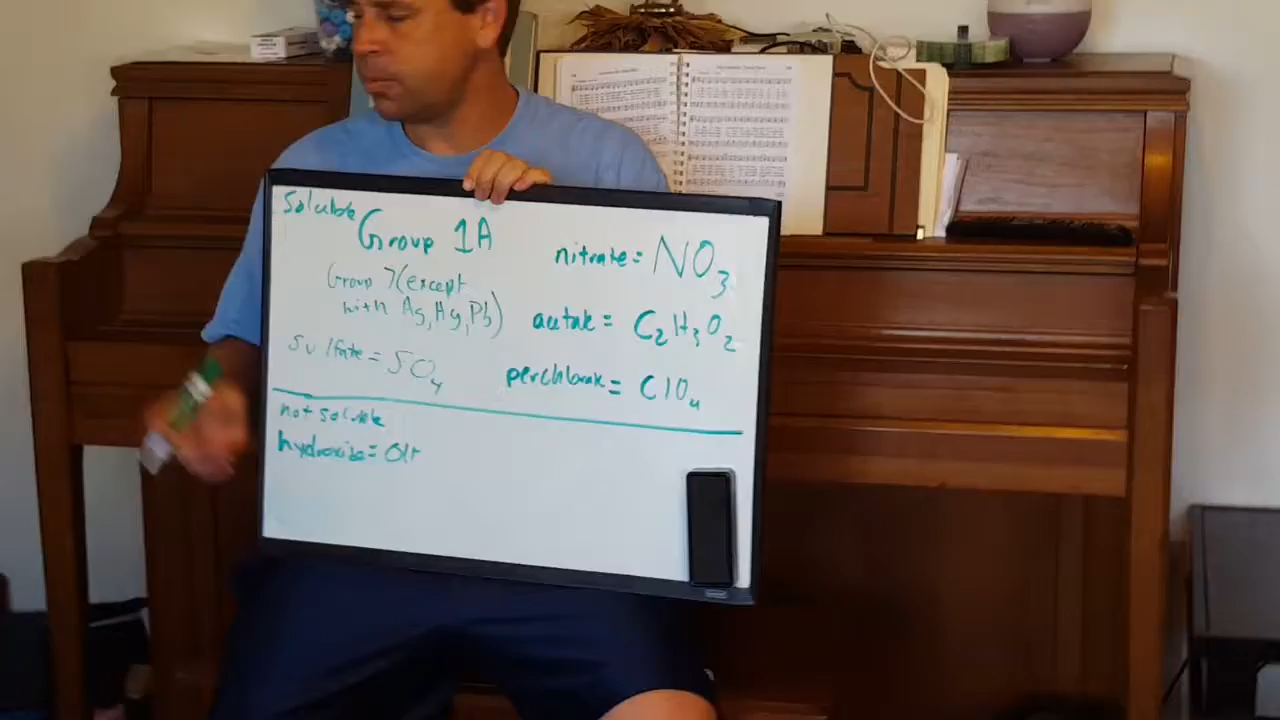 Soluble
Group 1A
Group 7(except
with Ag, Hg, Pb)
Sulfate = SO4
nitrate = NO3
acetate = C2H3O2
perchlorate = ClO4
not soluble
hydroxide = OH